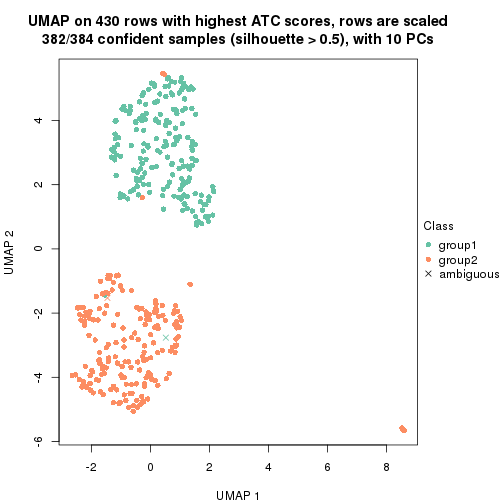 UMAP on 430 rows with highest ATC scores, rows are scaled
382/384 confident samples (silhouette > 0.5), with 10 PCs
UMAP 2
4
2
0
-2
-4
-6
-2
0
2
4
6
8
UMAP 1
Class
group1
group2
ambiguous